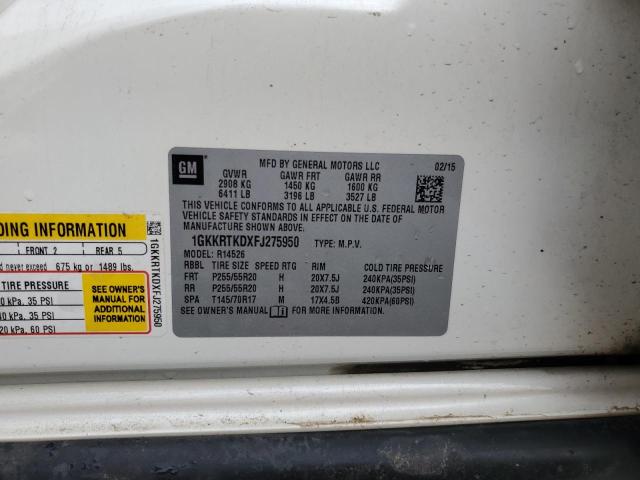 GM
MFD BY GENERAL MOTORS LLC 02/15
GVWR GAWR FRT GAWR RR
2908 KG 1450 KG 1600 KG
6411 LB 3196 LB 3527 LB
THIS VEHICLE CONFORMS TO ALL APPLICABLE U.S. FEDERAL MOTOR
VEHICLE SAFETY STANDARDS IN EFFECT ON THE DATE OF
MANUFACTURE SHOWN ABOVE.
1GKKRTKDXFJ275950 TYPE: M.P.V.
MODEL: R14526
RBBL TIRE SIZE SPEED RTG RIM COLD TIRE PRESSURE
FRT P255/55R20 H 20X7.5J 240KPA(35PSI)
RR P255/55R20 H 20X7.5J 240KPA(35PSI)
SPA T145/70R17 M 17X4.5B 420KPA(60PSI)
SEE OWNER'S MANUAL FOR MORE INFORMATION.
DING INFORMATION
FRONT 2 REAR 5
never exceed 675 kg or 1489 lbs.
TIRE PRESSURE
0 KPA, 35 PSI
40 KPA, 35 PSI
20 KPA, 60 PSI
SEE OWNER'S
MANUAL FOR
ADDITIONAL
INFORMATION
1GKKRTKDXFJ275950